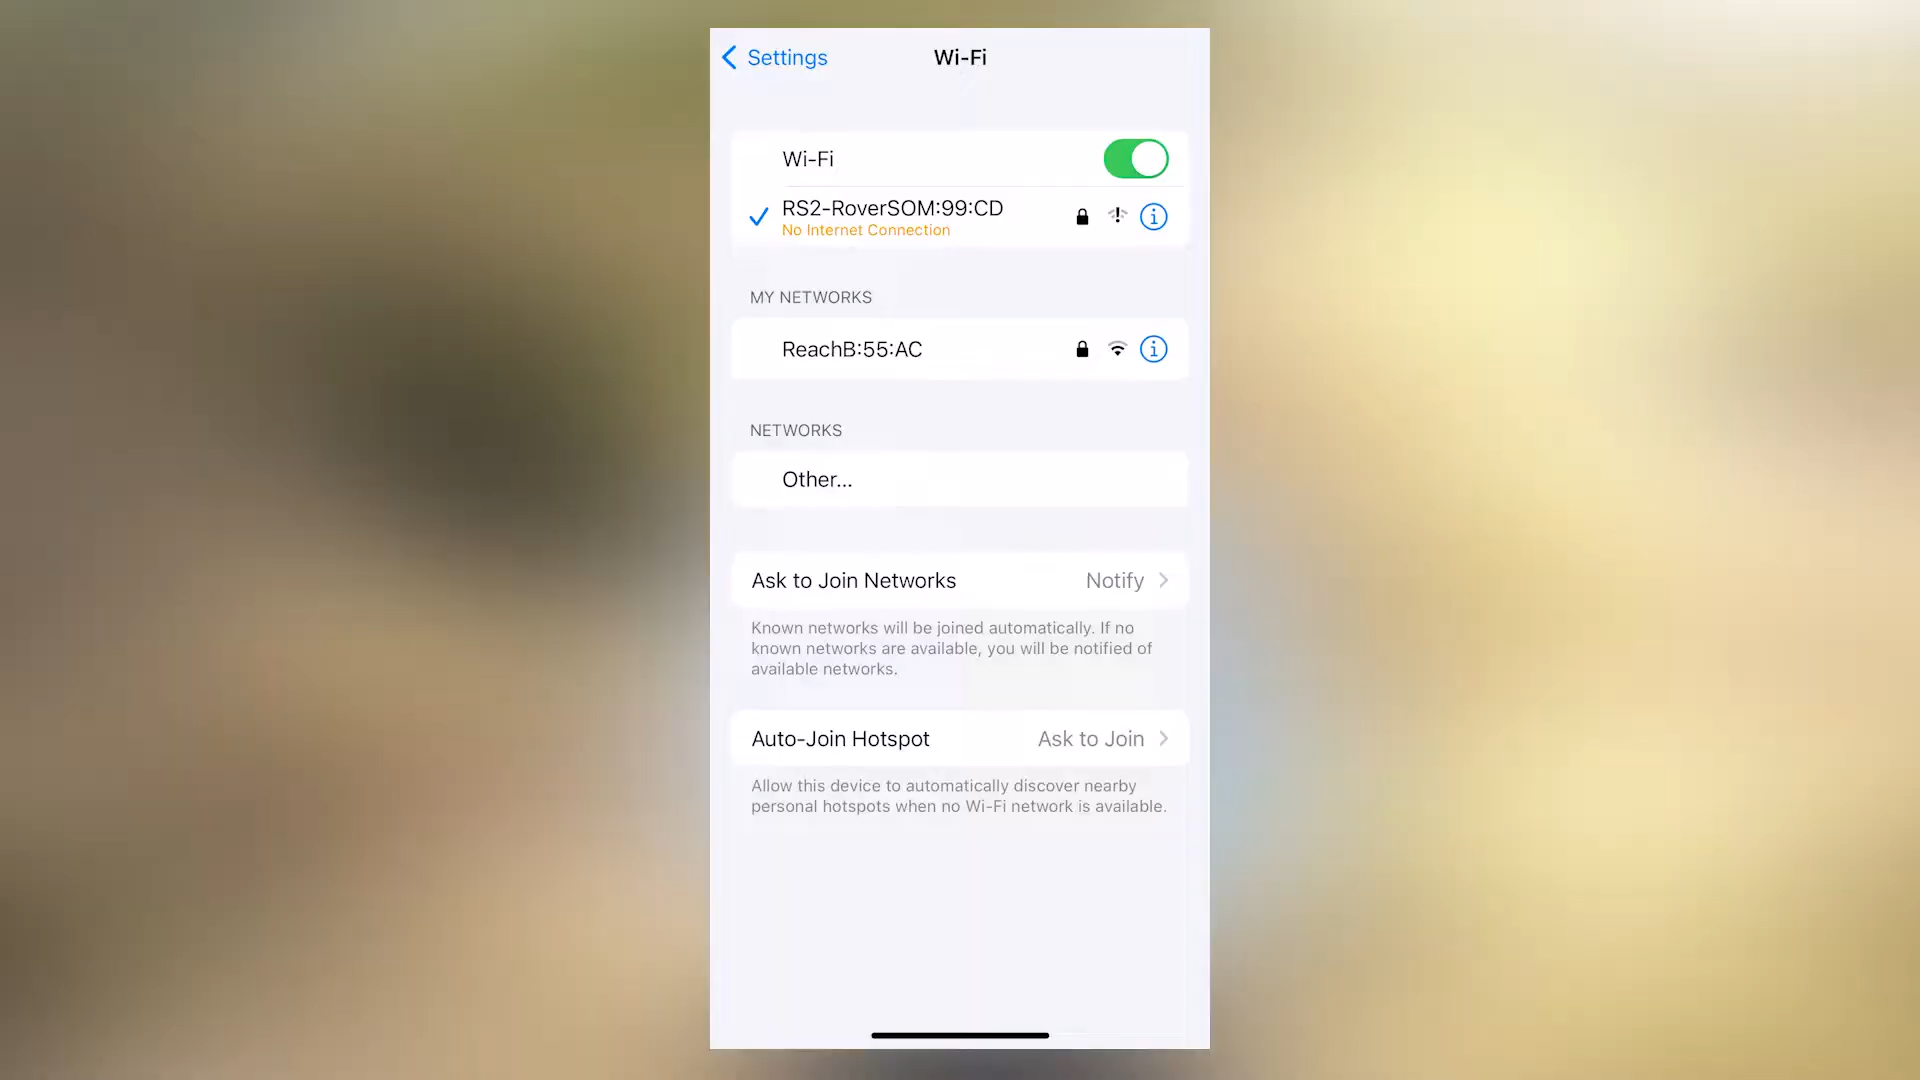 Settings
Wi-Fi
Wi-Fi
RS2-RoverSOM:99:CD
No Internet Connection
MY NETWORKS
ReachB:55:AC
NETWORKS
Other...
Ask to Join Networks Notify
Known networks will be joined automatically. If no
known networks are available, you will be notified of
available networks.
Auto-Join Hotspot Ask to Join
Allow this device to automatically discover nearby
personal hotspots when no Wi-Fi network is available.